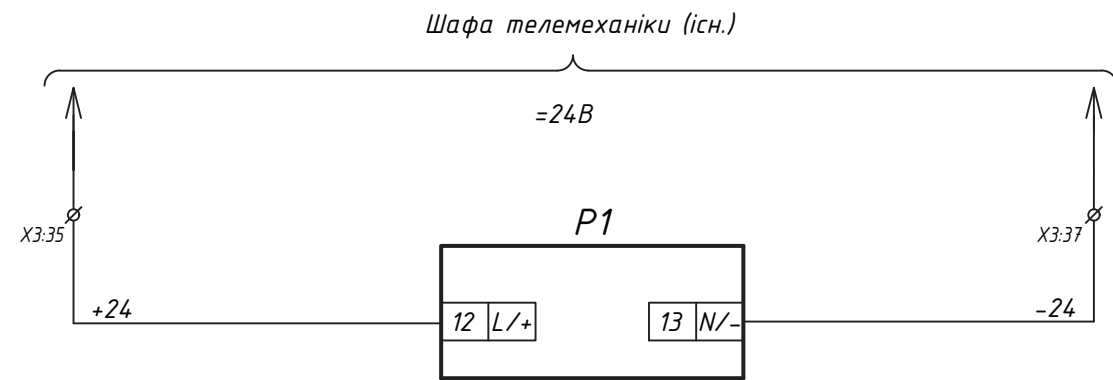 Шафа телемеханіки (існ.)
=24В
X3:35
P1
X3:37
+24
12 L/+
13 N/-
-24